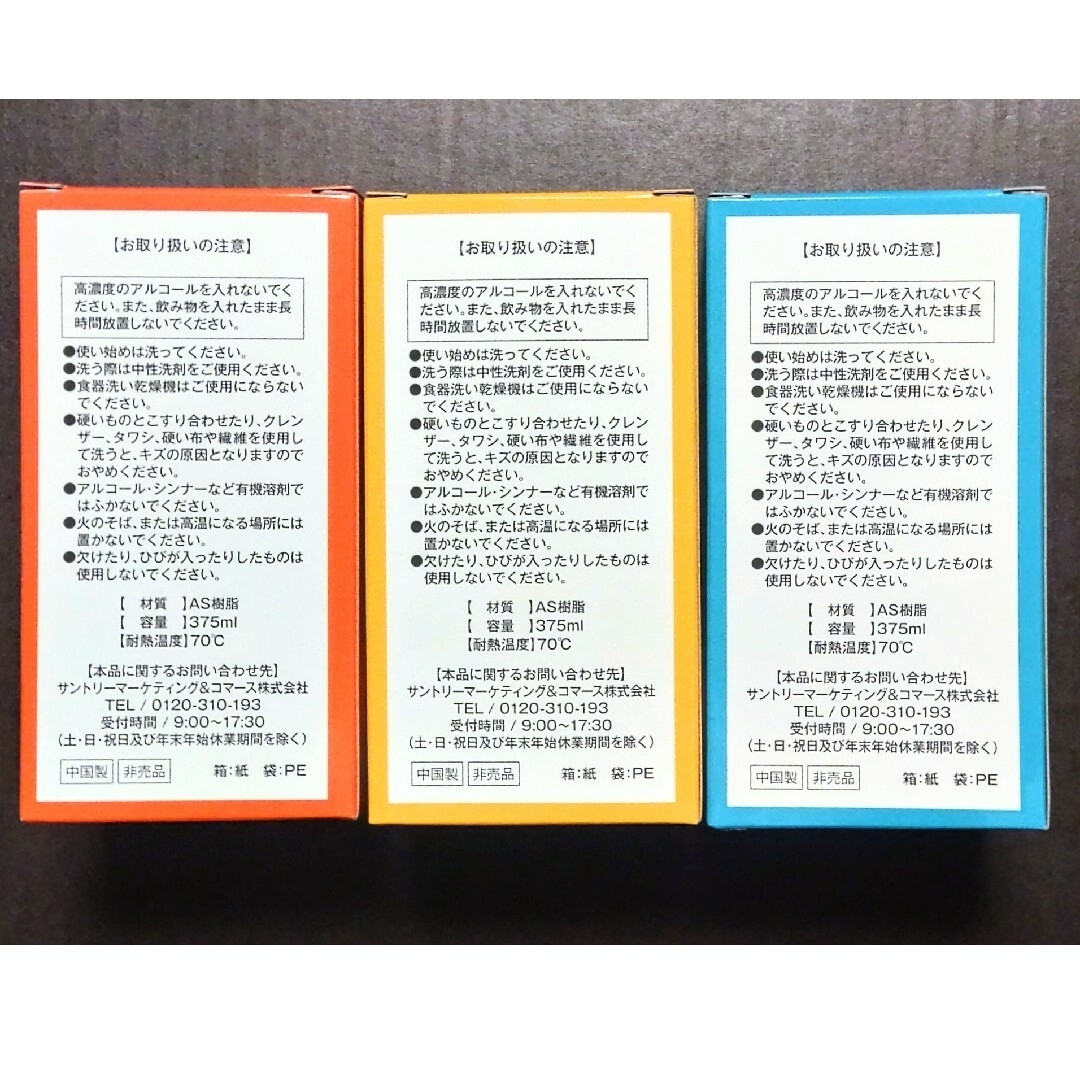 【お取り扱いの注意】
高濃度のアルコールを入れないでく
ださい。また、飲み物を入れたまま長
時間放置しないでください。
●使い始めは洗ってください。
●洗う際は中性洗剤をご使用ください。
●食器洗い乾燥機はご使用にならない
でください。
●硬いものとこすり合わせたり、クレン
ザー、タワシ、硬い布や繊維を使用し
て洗うと、キズの原因となりますので
おやめください。
●アルコール・シンナーなど有機溶剤で
はふかないでください。
●火のそば、または高温になる場所には
置かないでください。
●欠けたり、ひびが入ったりしたものは
使用しないでください。
【 材質 】AS樹脂
【 容量 】375ml
【耐熱温度】70℃
【本品に関するお問い合わせ先】
サントリーマーケティング&コマース株式会社
TEL / 0120-310-193
受付時間 / 9:00~17:30
(土・日・祝日及び年末年始休業期間を除く)
中国製 非売品 箱:紙 袋:PE
【お取り扱いの注意】
高濃度のアルコールを入れないでく
ださい。また、飲み物を入れたまま長
時間放置しないでください。
●使い始めは洗ってください。
●洗う際は中性洗剤をご使用ください。
●食器洗い乾燥機はご使用にならない
でください。
●硬いものとこすり合わせたり、クレン
ザー、タワシ、硬い布や繊維を使用し
て洗うと、キズの原因となりますので
おやめください。
●アルコール・シンナーなど有機溶剤で
はふかないでください。
●火のそば、または高温になる場所には
置かないでください。
●欠けたり、ひびが入ったりしたものは
使用しないでください。
【 材質 】AS樹脂
【 容量 】375ml
【耐熱温度】70℃
【本品に関するお問い合わせ先】
サントリーマーケティング&コマース株式会社
TEL / 0120-310-193
受付時間 / 9:00~17:30
(土・日・祝日及び年末年始休業期間を除く)
中国製 非売品 箱:紙 袋:PE
【お取り扱いの注意】
高濃度のアルコールを入れないでく
ださい。また、飲み物を入れたまま長
時間放置しないでください。
●使い始めは洗ってください。
●洗う際は中性洗剤をご使用ください。
●食器洗い乾燥機はご使用にならない
でください。
●硬いものとこすり合わせたり、クレン
ザー、タワシ、硬い布や繊維を使用し
て洗うと、キズの原因となりますので
おやめください。
●アルコール・シンナーなど有機溶剤で
はふかないでください。
●火のそば、または高温になる場所には
置かないでください。
●欠けたり、ひびが入ったりしたものは
使用しないでください。
【 材質 】AS樹脂
【 容量 】375ml
【耐熱温度】70℃
【本品に関するお問い合わせ先】
サントリーマーケティング&コマース株式会社
TEL / 0120-310-193
受付時間 / 9:00~17:30
(土・日・祝日及び年末年始休業期間を除く)
中国製 非売品 箱:紙 袋:PE